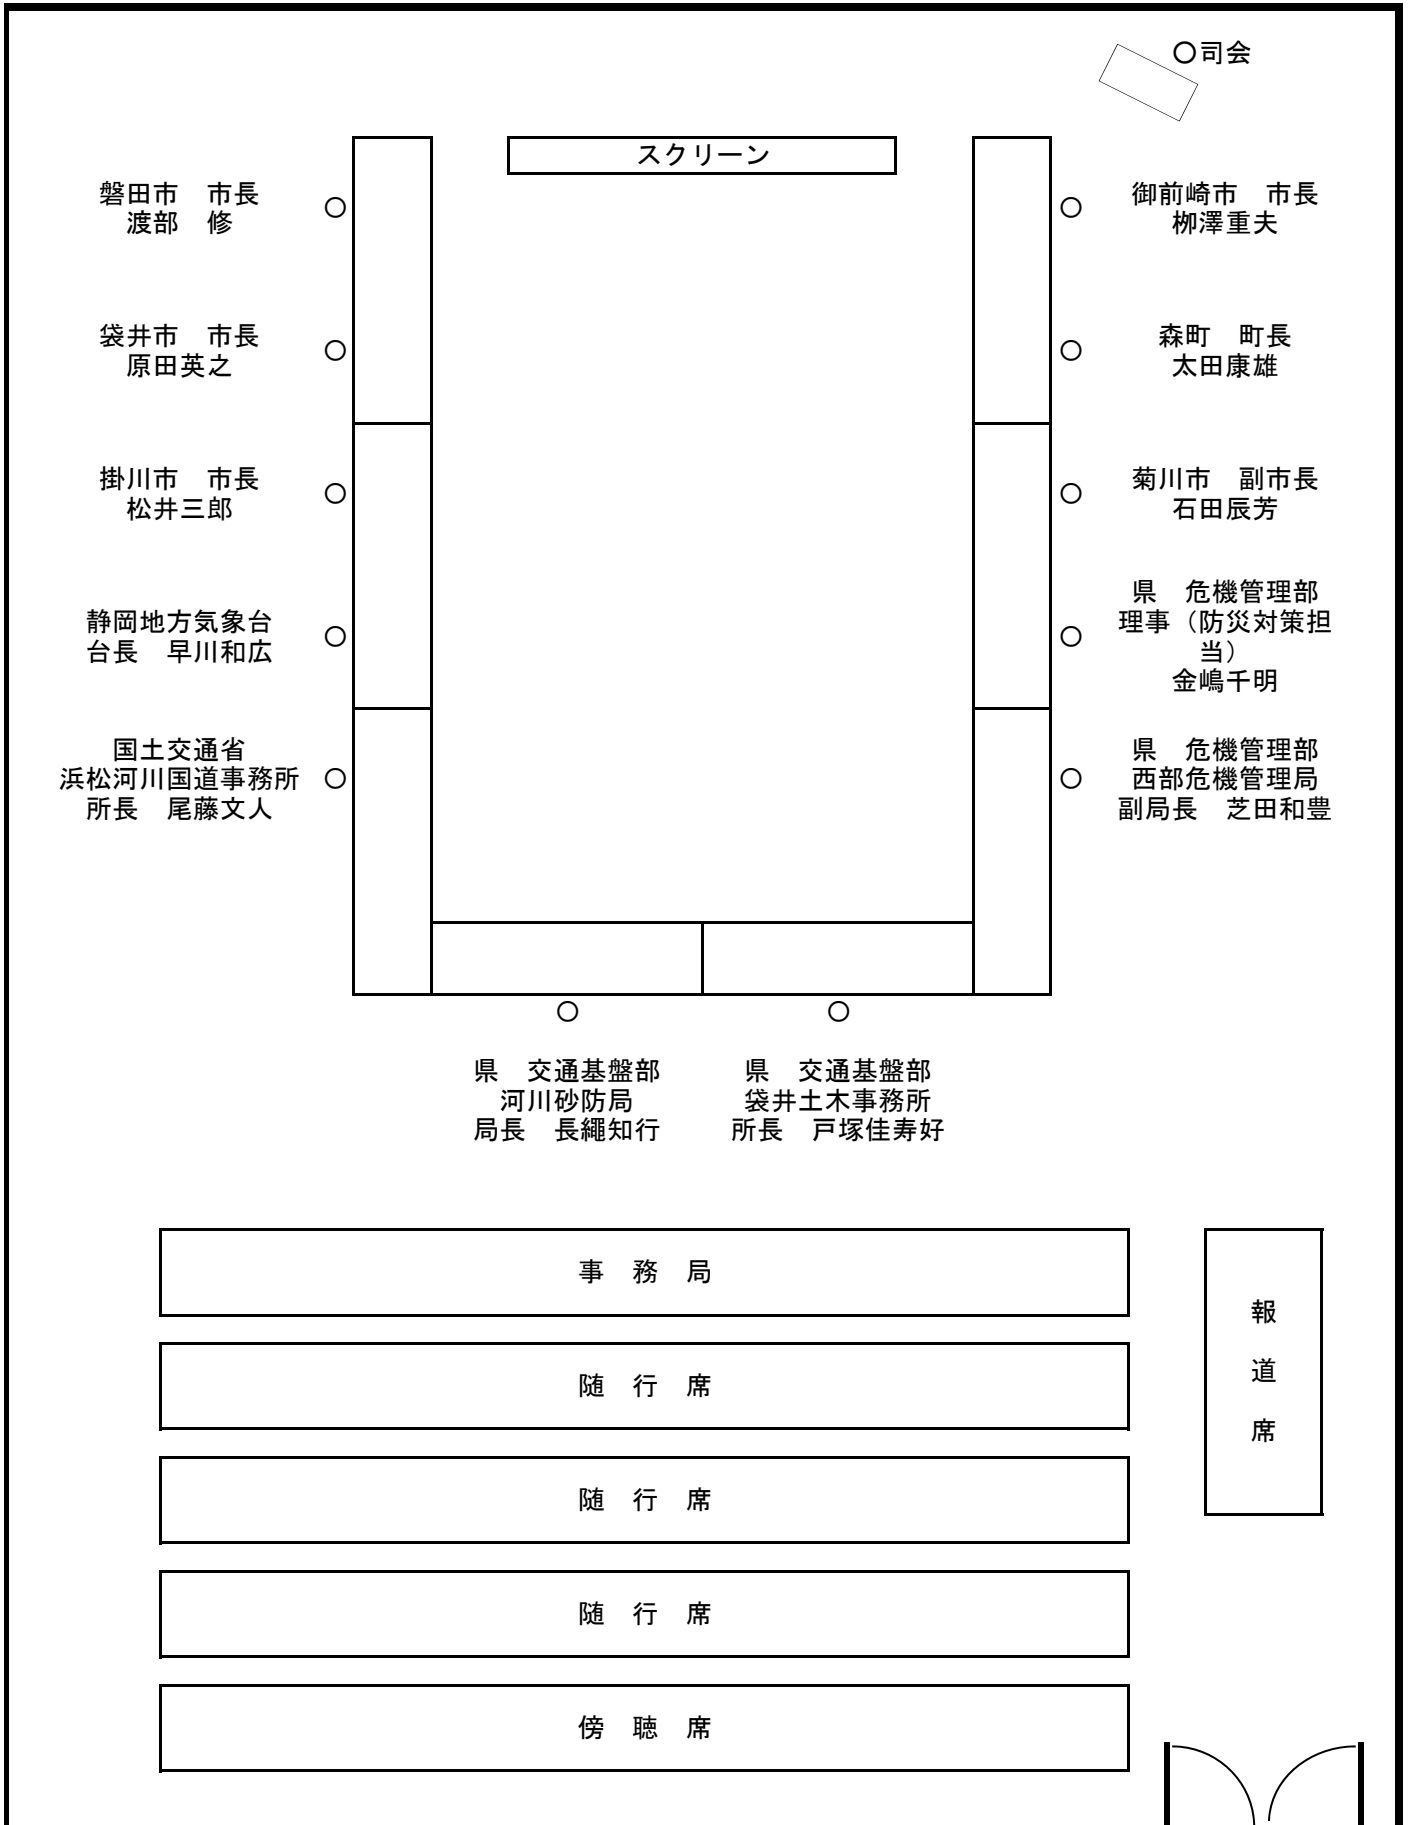 〇司会
スクリーン
磐田市　市長
渡部　修
〇
〇
御前崎市　市長
栁澤重夫
袋井市　市長
原田英之
〇
〇
森町　町長
太田康雄
掛川市　市長
松井三郎
〇
〇
菊川市　副市長
石田辰芳
静岡地方気象台
台長　早川和広
〇
〇
県　危機管理部
理事（防災対策担
当）
金嶋千明
国土交通省
浜松河川国道事務所
所長　尾藤文人
〇
〇
県　危機管理部
西部危機管理局
副局長　芝田和豊
〇
〇
県　交通基盤部
河川砂防局
局長　長繩知行
県　交通基盤部
袋井土木事務所
所長　戸塚佳寿好
事　務　局
随　行　席
随　行　席
随　行　席
傍　聴　席
報
道
席